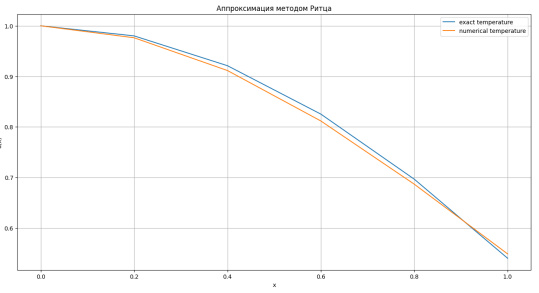 Аппроксимация методом Ритца
exact temperature
numerical temperature
1.0
0.9
0.8
0.7
0.6
0.0 0.2 0.4 0.6 0.8 1.0
x